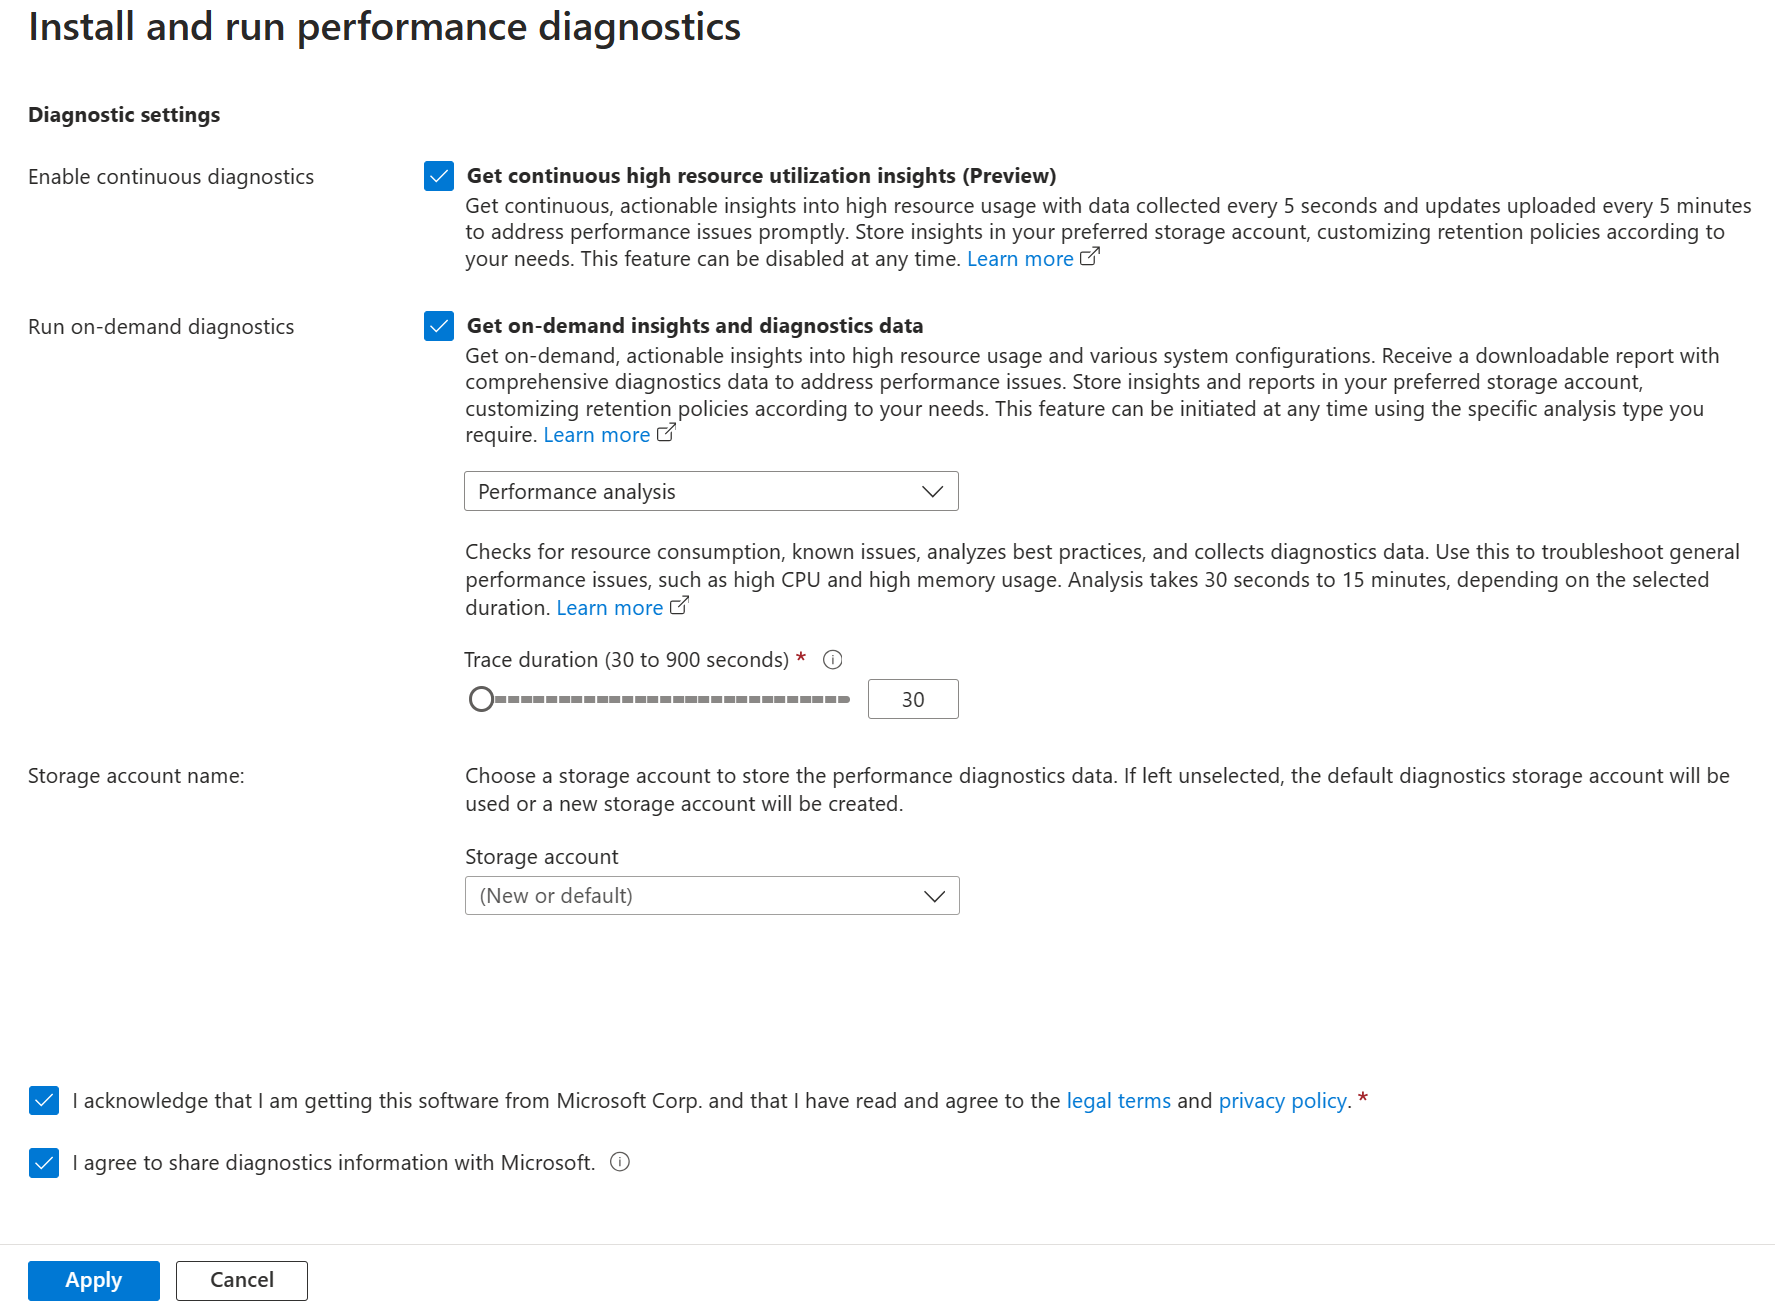 Install and run performance diagnostics
Diagnostic settings
Enable continuous diagnostics
Get continuous high resource utilization insights (Preview)
Get continuous, actionable insights into high resource usage with data collected every 5 seconds and updates uploaded every 5 minutes
to address performance issues promptly. Store insights in your preferred storage account, customizing retention policies according to
your needs. This feature can be disabled at any time. Learn more
Run on-demand diagnostics
Get on-demand insights and diagnostics data
Get on-demand, actionable insights into high resource usage and various system configurations. Receive a downloadable report with
comprehensive diagnostics data to address performance issues. Store insights and reports in your preferred storage account,
customizing retention policies according to your needs. This feature can be initiated at any time using the specific analysis type you
require. Learn more
Performance analysis
Checks for resource consumption, known issues, analyzes best practices, and collects diagnostics data. Use this to troubleshoot general
performance issues, such as high CPU and high memory usage. Analysis takes 30 seconds to 15 minutes, depending on the selected
duration. Learn more
Trace duration (30 to 900 seconds) *
30
Storage account name:
Choose a storage account to store the performance diagnostics data. If left unselected, the default diagnostics storage account will be
used or a new storage account will be created.
Storage account
(New or default)
I acknowledge that I am getting this software from Microsoft Corp. and that I have read and agree to the legal terms and privacy policy. *
I agree to share diagnostics information with Microsoft.
Apply
Cancel